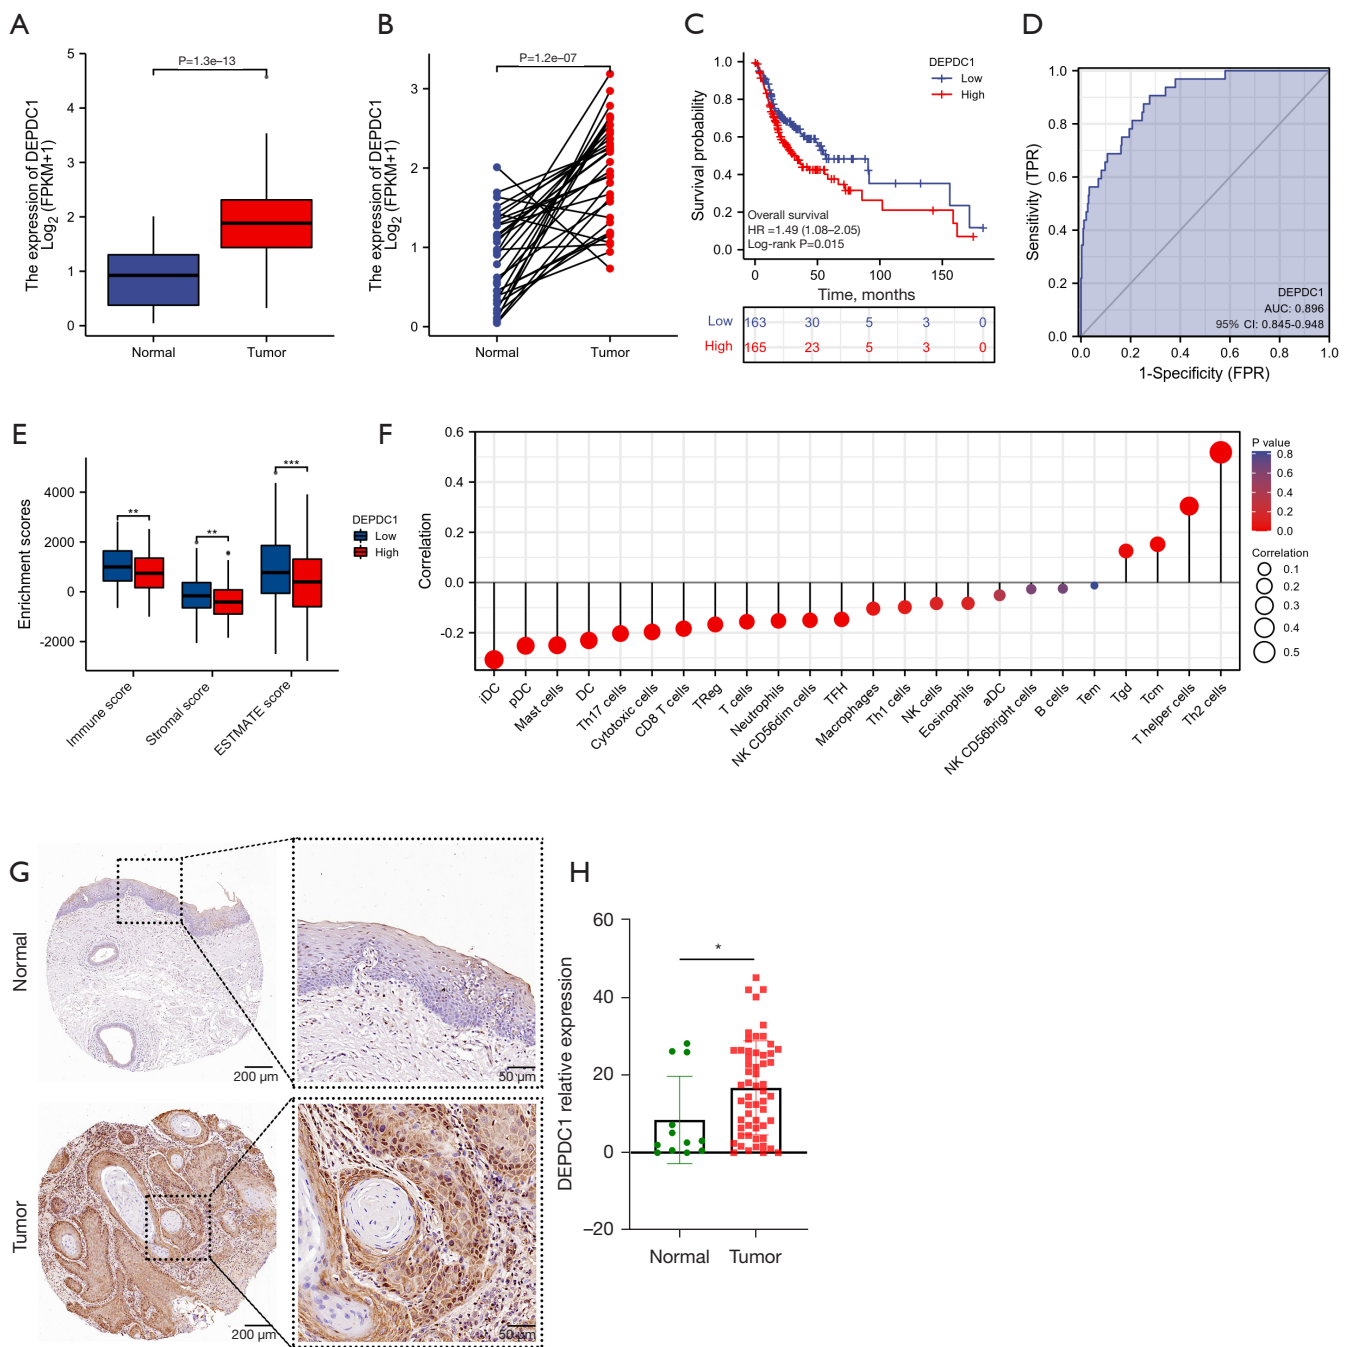 A
The expression of DEPDC1
Log2 (FPKM+1)
5
4
3
2
1
0
P=1.3e–13
Normal
Tumor
B
The expression of DEPDC1
Log2 (FPKM+1)
3
2
1
0
P=1.2e–07
Normal
Tumor
C
Survival probability
1.0
0.8
0.6
0.4
0.2
0.0
DEPDC1
Low
High
Overall survival
HR =1.49 (1.08–2.05)
Log-rank P=0.015
0 50 100 150
Time, months
Low 163 30 5 3 0
High 165 23 5 3 0
D
Sensitivity (TPR)
1.0
0.8
0.6
0.4
0.2
0.0
DEPDC1
AUC: 0.896
95% CI: 0.845-0.948
0.0 0.2 0.4 0.6 0.8 1.0
1-Specificity (FPR)
E
Enrichment scores
4000
2000
0
-2000
**
**
***
DEPDC1
Low
High
Immune score
Stromal score
ESTMATE score
F
Correlation
0.6
0.4
0.2
0.0
-0.2
iDC
pDC
Mast cells
DC
Th17 cells
Cytotoxic cells
CD8 T cells
TReg
T cells
Neutrophils
NK CD56dim cells
TFH
Macrophages
Th1 cells
NK cells
Eosinophils
aDC
NK CD56bright cells
B cells
Tem
Tgd
Tcm
T helper cells
Th2 cells
P value
0.8
0.6
0.4
0.2
0.0
Correlation
0.1
0.2
0.3
0.4
0.5
G
Normal
200 µm
50 µm
Tumor
200 µm
50 µm
H
DEPDC1 relative expression
60
40
20
0
–20
*
Normal
Tumor